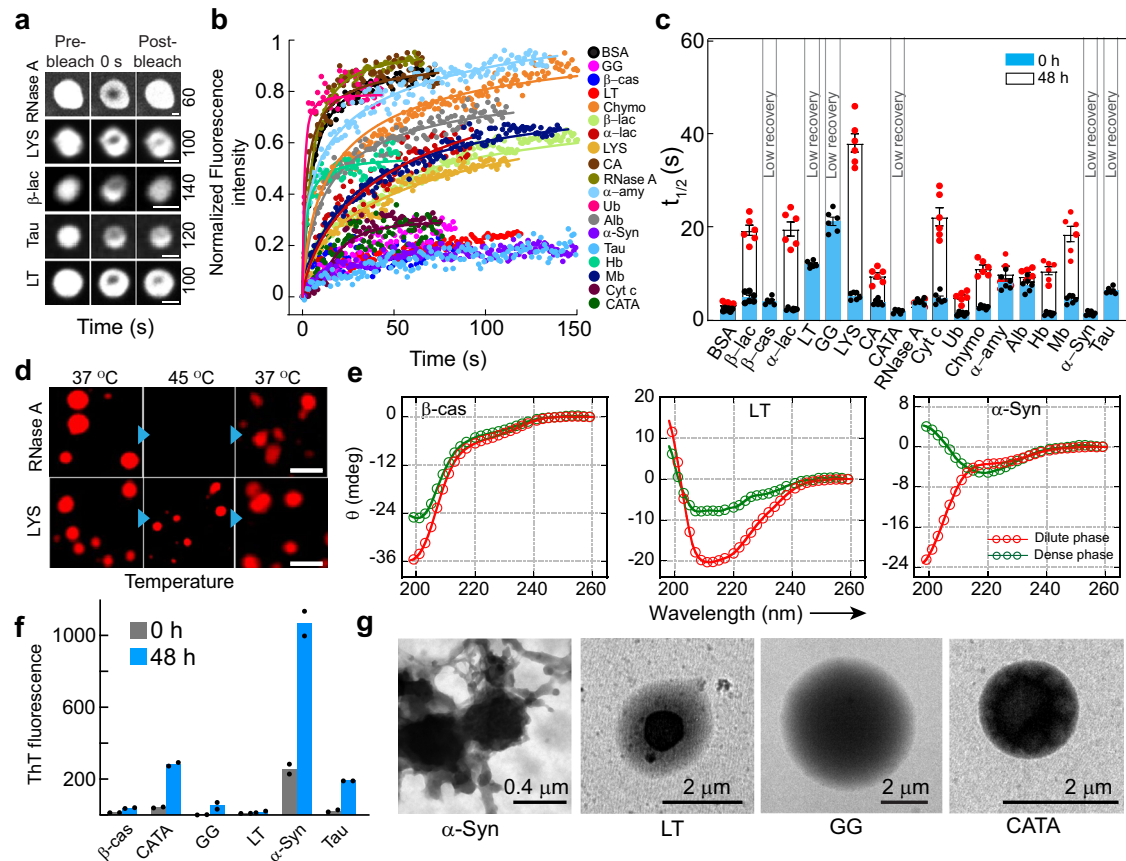 a
Pre-
bleach
0 s
Post-
bleach
RNase A
60
LYS
100
β-lac
140
Tau
120
LT
100
Time (s)
b
Normalized Fluorescence
intensity
1
0.8
0.6
0.4
0.2
0
0
50
100
150
Time (s)
BSA
GG
β-cas
LT
Chymo
β-lac
α-lac
LYS
CA
RNase A
α-amy
Ub
Alb
α-Syn
Tau
Hb
Mb
Cyt c
CATA
c
t1/2 (s)
60
40
20
0
0 h
48 h
Low recovery
Low recovery
Low recovery
Low recovery
Low recovery
Low recovery
BSA
β-lac
β-cas
α-lac
LT
GG
LYS
CA
CATA
RNase A
Cyt c
Ub
Chymo
α-amy
Alb
Hb
Mb
α-Syn
Tau
d
37 °C
45 °C
37 °C
RNase A
LYS
Temperature
e
θ (mdeg)
β-cas
0
-12
-24
-36
200
220
240
260
LT
20
10
0
-10
-20
200
220
240
260
α-Syn
8
0
-8
-16
-24
200
220
240
260
Dilute phase
Dense phase
Wavelength (nm)
f
ThT fluorescence
1000
600
200
0 h
48 h
β-cas
CATA
GG
LT
α-Syn
Tau
g
0.4 μm
2 μm
2 μm
2 μm
α-Syn
LT
GG
CATA